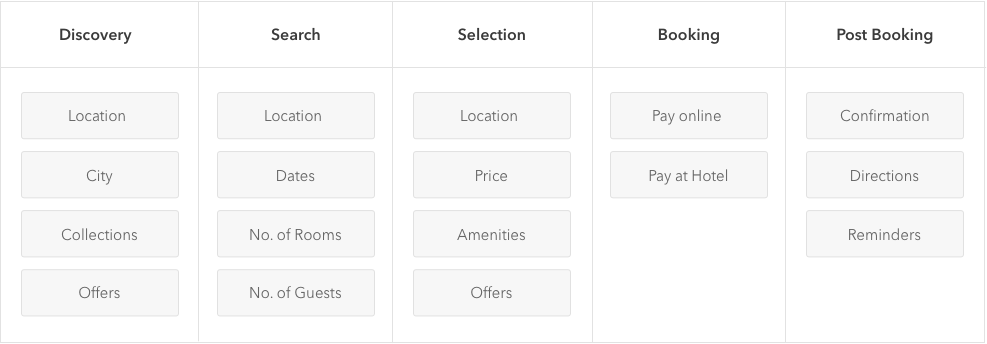 Discovery
Search
Selection
Booking
Post Booking
Location
Location
Location
Pay online
Confirmation
City
Dates
Price
Pay at Hotel
Directions
Collections
No. of Rooms
Amenities
Reminders
Offers
No. of Guests
Offers